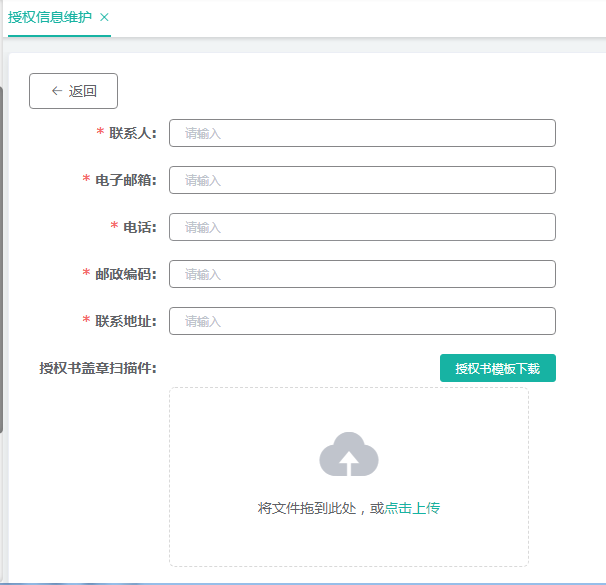 授权信息维护 ×
← 返回
* 联系人: 请输入
* 电子邮箱: 请输入
* 电话: 请输入
* 邮政编码: 请输入
* 联系地址: 请输入
授权书盖章扫描件: 授权书模板下载
将文件拖到此处，或点击上传